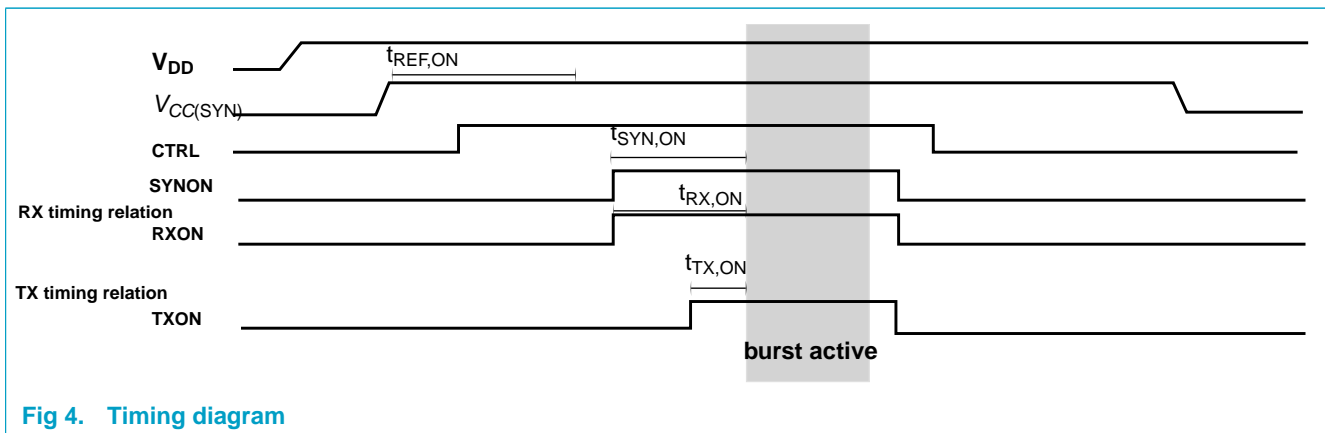 VDD
tREF,ON
VCC(SYN)
CTRL
tSYN,ON
SYNON
RX timing relation
tRX,ON
RXON
tTX,ON
TX timing relation
TXON
burst active
Fig 4. Timing diagram